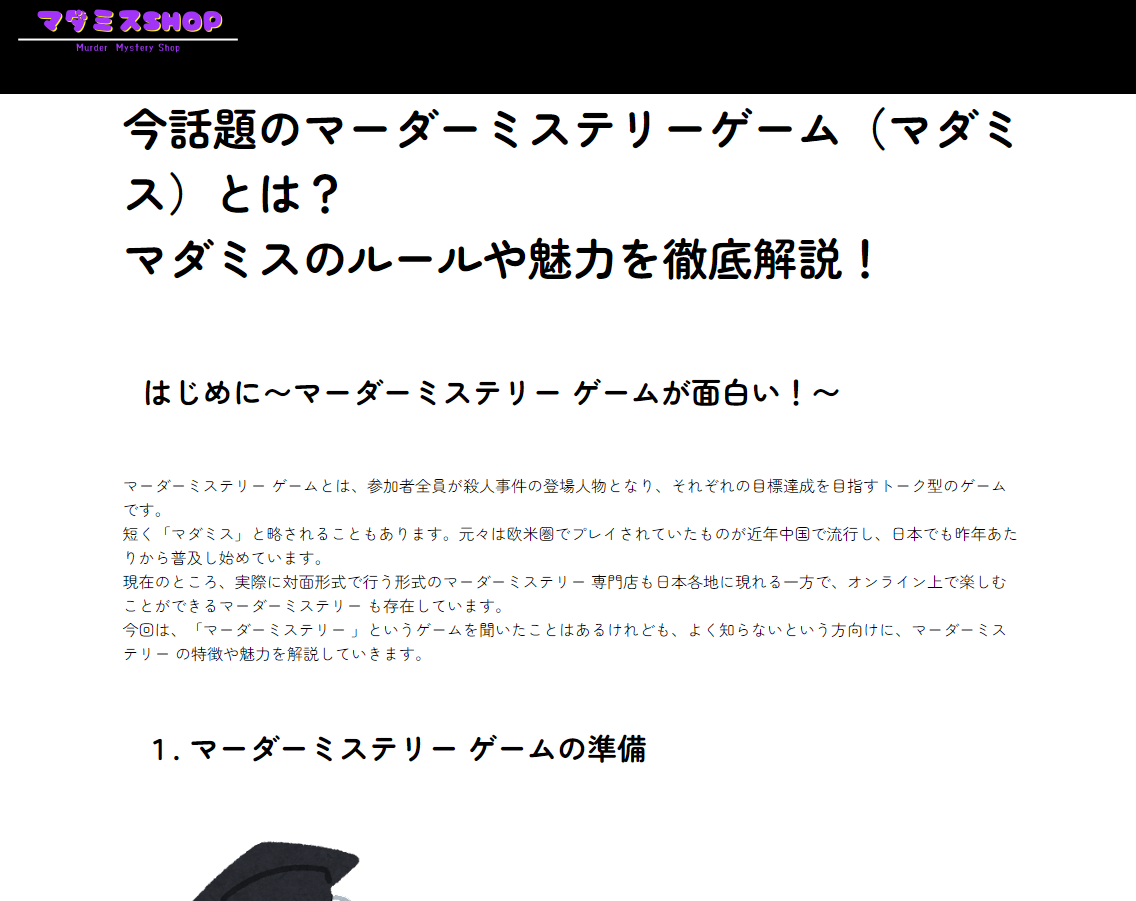 マダミスSHOP
Murder Mystery Shop
今話題のマーダーミステリーゲーム（マダミ
ス）とは？
マダミスのルールや魅力を徹底解説！
はじめに～マーダーミステリー ゲームが面白い！～
マーダーミステリー ゲームとは、参加者全員が殺人事件の登場人物となり、それぞれの目標達成を目指すトーク型のゲーム
です。
短く「マダミス」と略されることもあります。元々は欧米圏でプレイされていたものが近年中国で流行し、日本でも昨年あた
りから普及し始めています。
現在のところ、実際に対面形式で行う形式のマーダーミステリー 専門店も日本各地に現れる一方で、オンライン上で楽しむ
ことができるマーダーミステリー も存在しています。
今回は、「マーダーミステリー 」というゲームを聞いたことはあるけれども、よく知らないという方向けに、マーダーミス
テリー の特徴や魅力を解説していきます。
１. マーダーミステリー ゲームの準備